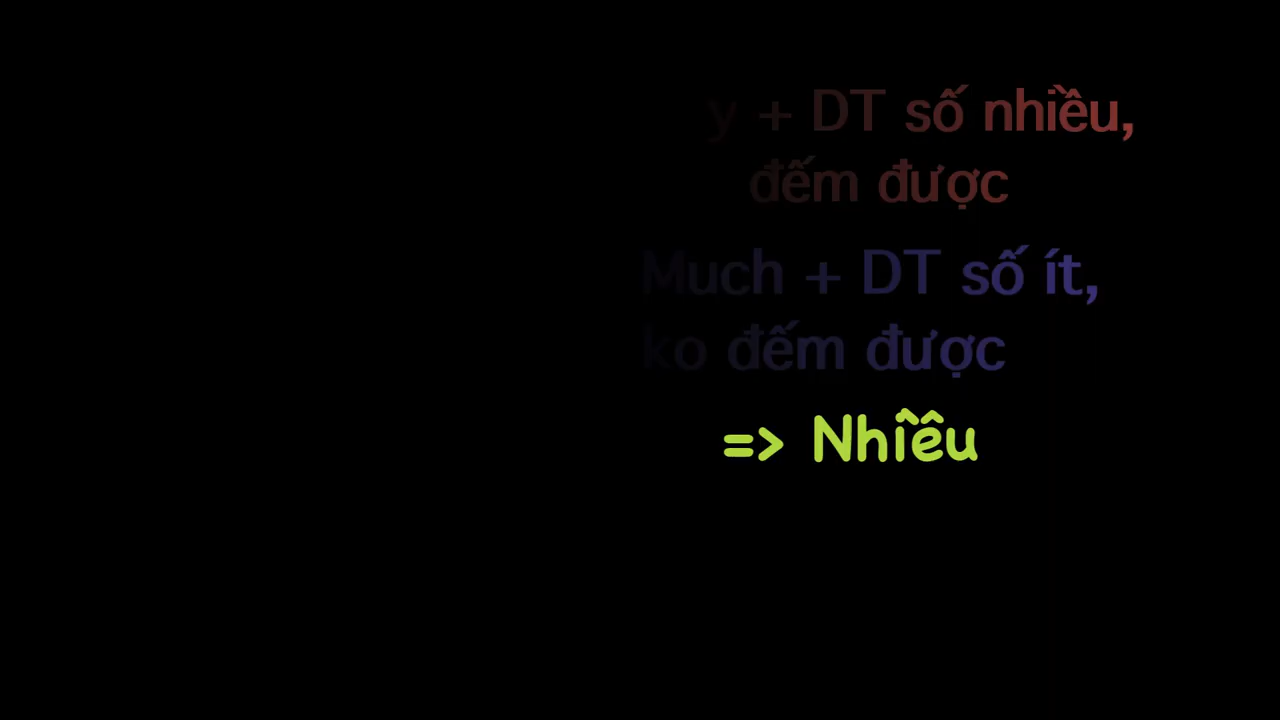 y + DT số nhiều,
đếm được
Much + DT số ít,
ko đếm được
=> Nhiều